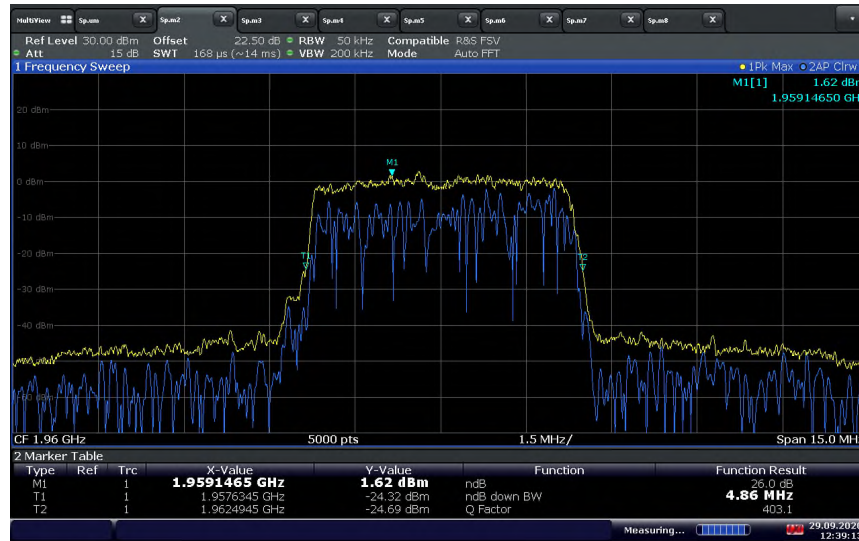 MultiView Sp.em X Sp.m2 X Sp.m3 X Sp.m4 X Sp.m5 X Sp.m6 X Sp.m7 X Sp.m8 X
Ref Level 30.00 dBm Offset 22.50 dB RBW 50 kHz Compatible R&S FSV
Att 15 dB SWT 168 µs (~14 ms) VBW 200 kHz Mode Auto FFT
1 Frequency Sweep 1Pk Max 2AP Clrw
M1[1] 1.62 dBm
1.95914650 GH
20 dBm
10 dBm
M1
0 dBm
-10 dBm
-20 dBm
T1 T2
-30 dBm
-40 dBm
-60 dBm
CF 1.96 GHz 5000 pts 1.5 MHz/ Span 15.0 MH
2 Marker Table
Type Ref Trc X-Value Y-Value Function Function Result
M1 1 1.9591465 GHz 1.62 dBm ndB 26.0 dB
T1 1 1.9576345 GHz -24.32 dBm ndB down BW 4.86 MHz
T2 1 1.9624945 GHz -24.69 dBm Q Factor 403.1
Measuring... 29.09.2020
12:39:13